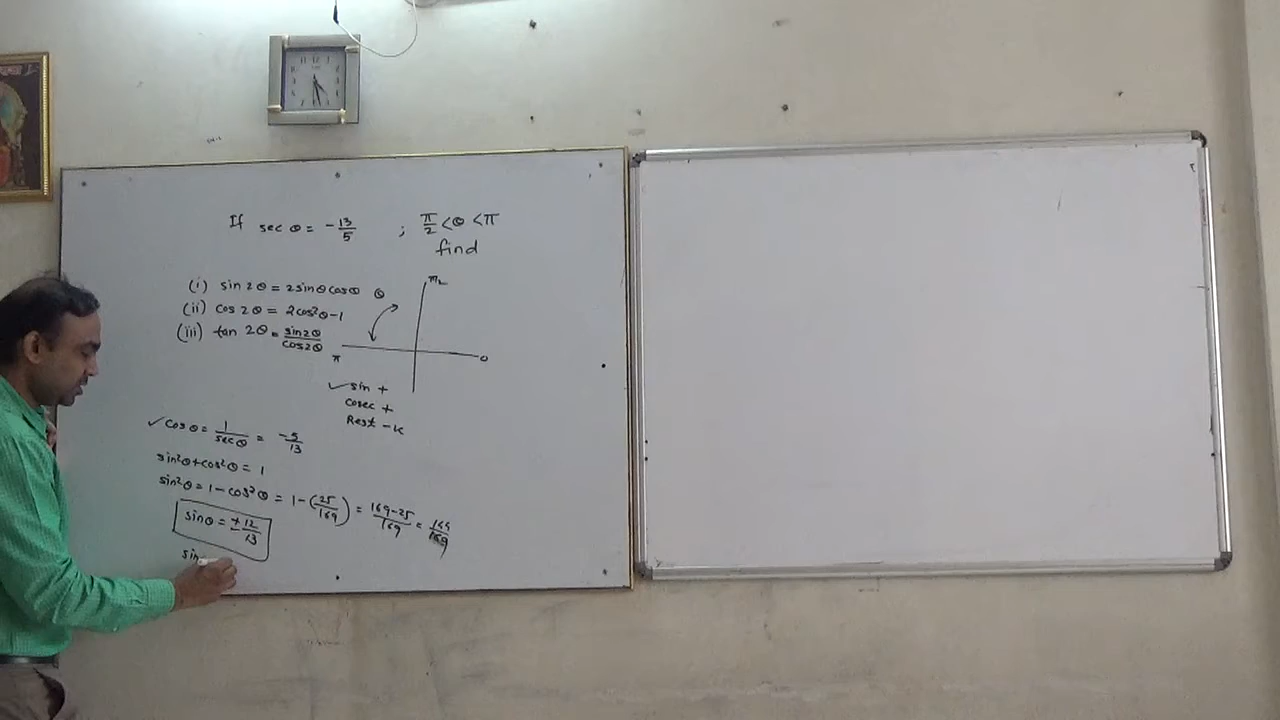 If sec θ = -13/5 ; π/2 < θ < π
find
(i) sin 2θ = 2sinθ cosθ
(ii) cos 2θ = 2cos²θ-1
(iii) tan 2θ = sin2θ/cos2θ
θ
π/2
π
0
✓ sin +
cosec +
Rest -
✓ cos θ = 1/secθ = -5/13
sin²θ+cos²θ = 1
sin²θ = 1 - cos²θ = 1-(25/169) = 169-25/169 = 144/169
sinθ = ±12/13
sin